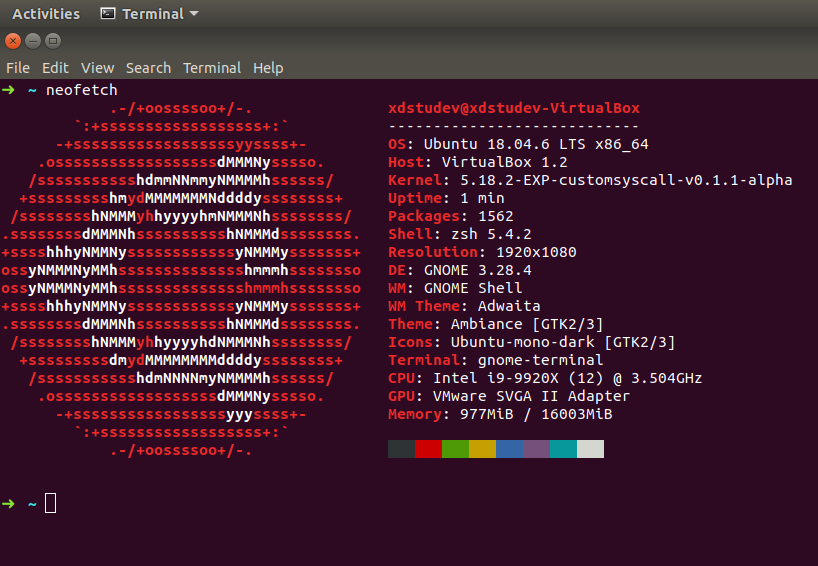 Activities Terminal
File Edit View Search Terminal Help
➜ ~ neofetch
.-/+oossssoo+/-.
`:+ssssssssssssssssss+:`
-+ssssssssssssssssssyyssss+-
.ossssssssssssssssssdMMMNysssso.
/ssssssssssshdmmNNmmyNMMMMhssssss/
+ssssssssshmydMMMMMMMNddddyssssssss+
/sssssssshNMMMyhhyyyyhmNMMMNhssssssss/
.ssssssssdMMMNhsssssssssshNMMMdssssssss.
+sssshhhyNMMNyssssssssssssyNMMMysssssss+
ossyNMMMNyMMhsssssssssssssshmmmhssssssso
ossyNMMMNyMMhsssssssssssssshmmmhssssssso
+sssshhhyNMMNyssssssssssssyNMMMysssssss+
.ssssssssdMMMNhsssssssssshNMMMdssssssss.
/sssssssshNMMMyhhyyyyhdNMMMNhssssssss/
+sssssssssdmydMMMMMMMMddddyssssssss+
/ssssssssssshdmNNNNmyNMMMMhssssss/
.ossssssssssssssssssdMMMNysssso.
-+sssssssssssssssssyyyssss+-
`:+ssssssssssssssssss+:`
.-/+oossssoo+/-.
xdstudev@xdstudev-VirtualBox
----------------------------
OS: Ubuntu 18.04.6 LTS x86_64
Host: VirtualBox 1.2
Kernel: 5.18.2-EXP-customsyscall-v0.1.1-alpha
Uptime: 1 min
Packages: 1562
Shell: zsh 5.4.2
Resolution: 1920x1080
DE: GNOME 3.28.4
WM: GNOME Shell
WM Theme: Adwaita
Theme: Ambiance [GTK2/3]
Icons: Ubuntu-mono-dark [GTK2/3]
Terminal: gnome-terminal
CPU: Intel i9-9920X (12) @ 3.504GHz
GPU: VMware SVGA II Adapter
Memory: 977MiB / 16003MiB
➜ ~